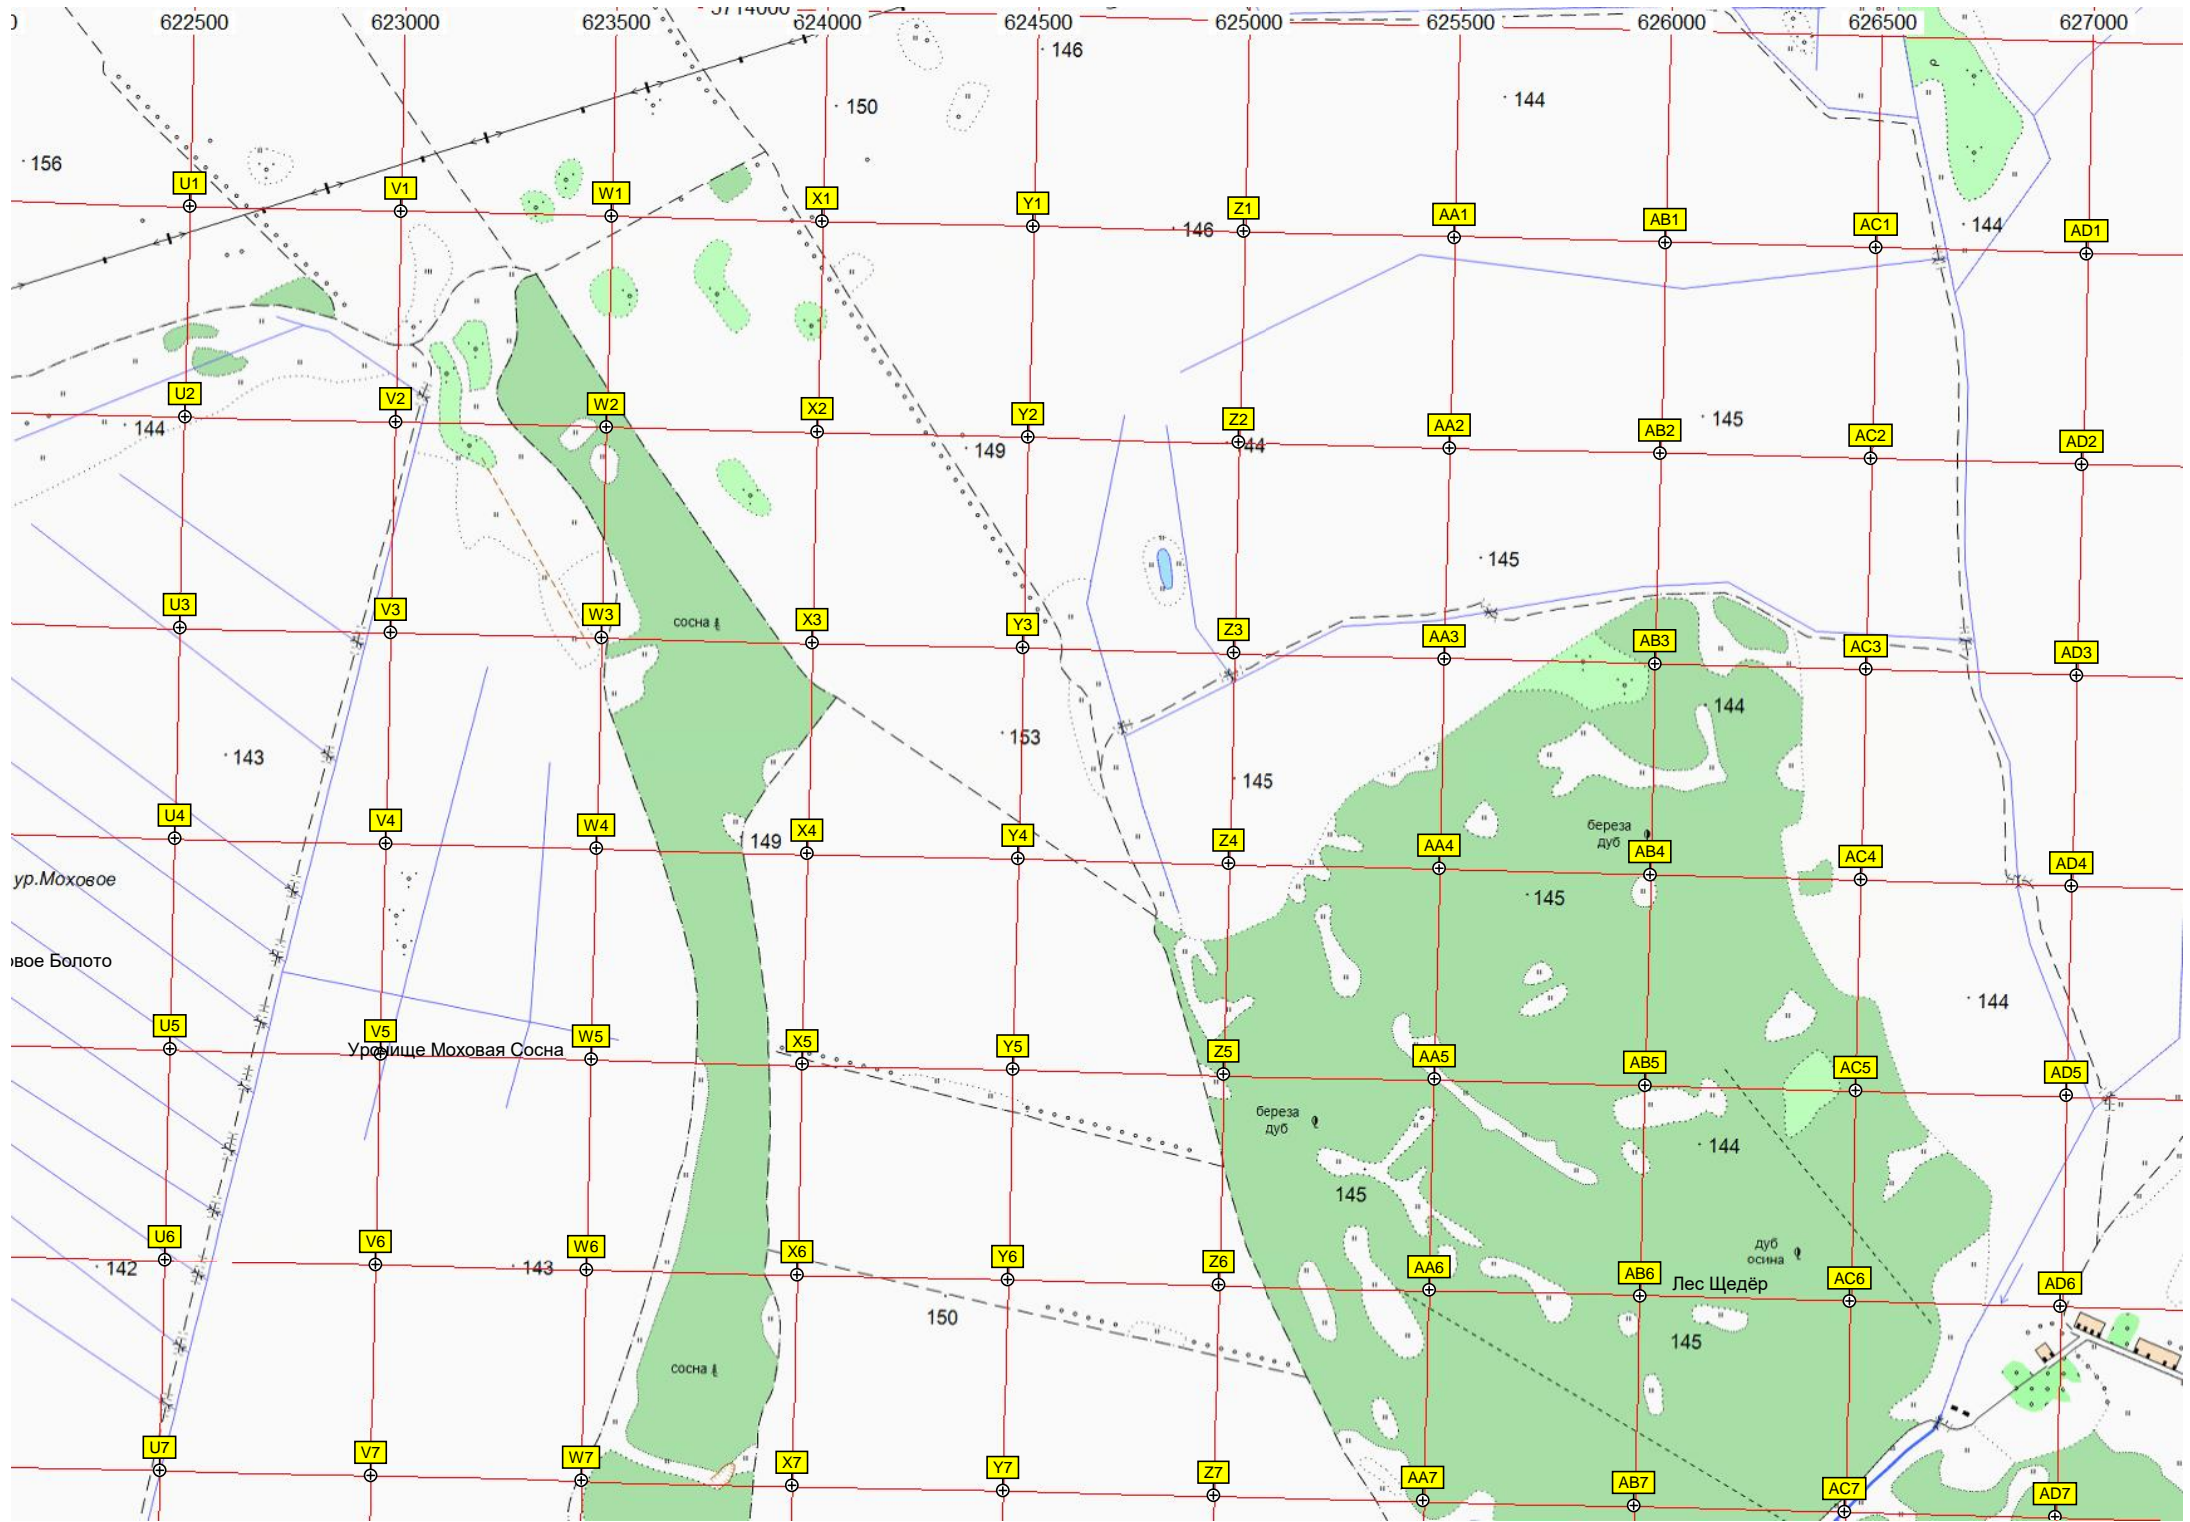 5714000
0 622500 623000 623500 624000 624500 625000 625500 626000 626500 627000
146
150 144
156
U1 V1 W1 X1 Y1 Z1 AA1 AB1 AC1 AD1
146 144
U2 V2 W2 X2 Y2 Z2 AA2 AB2 AC2 AD2
144 149 44 145
145
сосна
U3 V3 W3 X3 Y3 Z3 AA3 AB3 AC3 AD3
144
153
143 145
береза
дуб
U4 V4 W4 X4 Y4 Z4 AA4 AB4 AC4 AD4
149
ур.Моховое
145
овое Болото
144
U5 V5 W5 X5 Y5 Z5 AA5 AB5 AC5 AD5
Урочище Моховая Сосна
береза
дуб
144
145
дуб
осина
U6 V6 W6 X6 Y6 Z6 AA6 AB6 AC6 AD6
142 143 Лес Щедёр
150 145
сосна
U7 V7 W7 X7 Y7 Z7 AA7 AB7 AC7 AD7